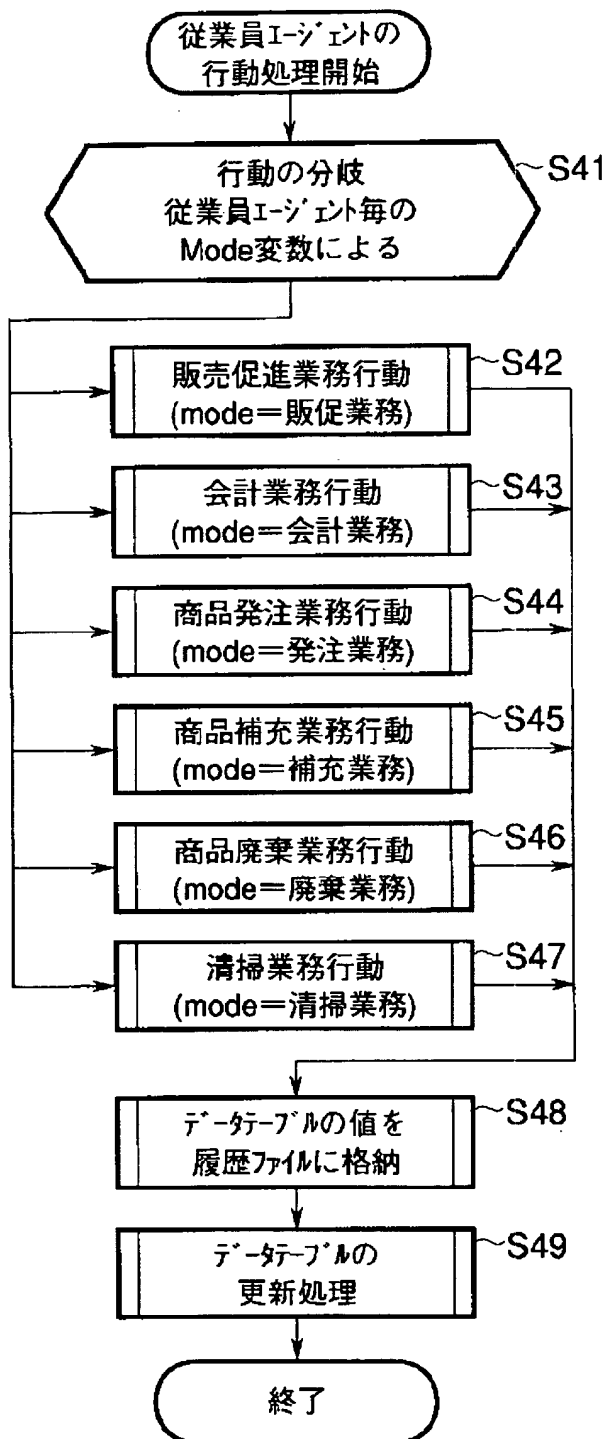 従業員ｴｰｼﾞｪﾝﾄの
行動処理開始
行動の分岐
従業員ｴｰｼﾞｪﾝﾄ毎の
Mode変数による
S41
販売促進業務行動
(mode＝販促業務)
S42
会計業務行動
(mode＝会計業務)
S43
商品発注業務行動
(mode＝発注業務)
S44
商品補充業務行動
(mode＝補充業務)
S45
商品廃棄業務行動
(mode＝廃棄業務)
S46
清掃業務行動
(mode＝清掃業務)
S47
ﾃﾞｰﾀﾃｰﾌﾞﾙの値を
履歴ﾌｧｲﾙに格納
S48
ﾃﾞｰﾀﾃｰﾌﾞﾙの
更新処理
S49
終了